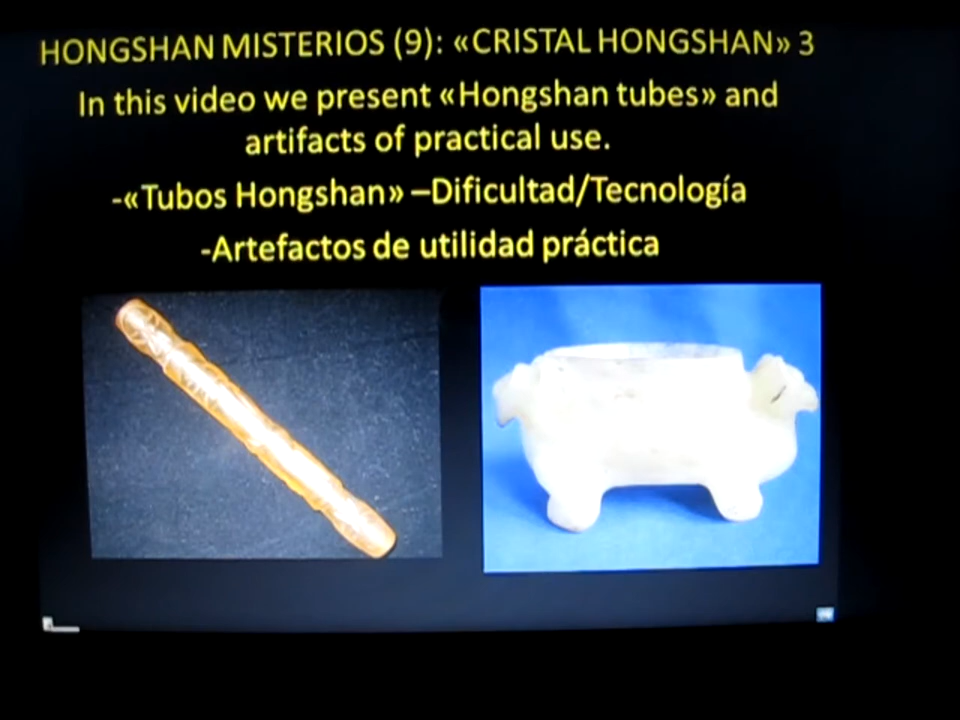 HONGSHAN MISTERIOS (9): «CRISTAL HONGSHAN» 3
In this video we present «Hongshan tubes» and
artifacts of practical use.
-«Tubos Hongshan» –Dificultad/Tecnología
-Artefactos de utilidad práctica